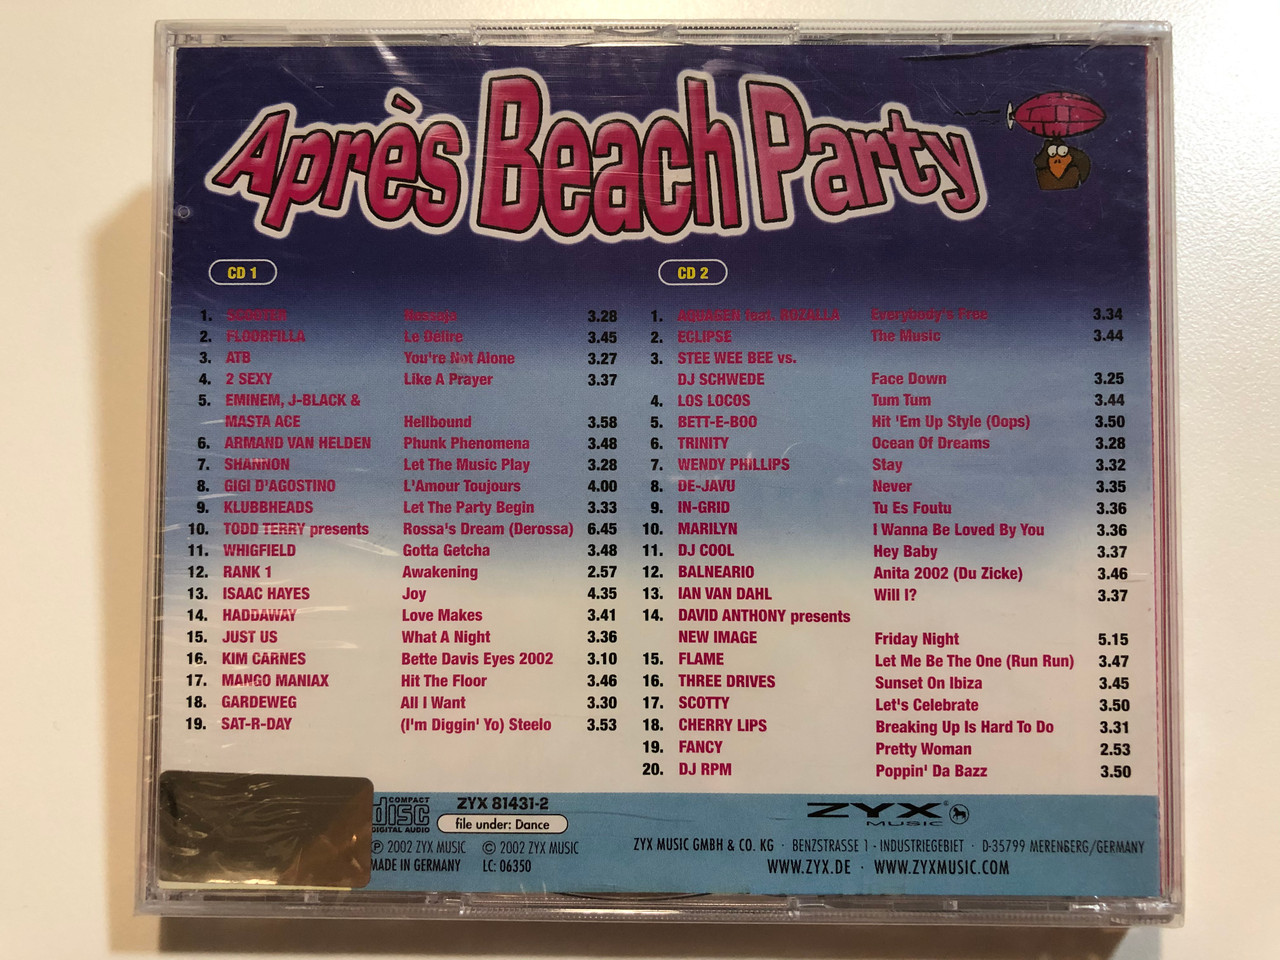 Après Beach Party
CD 1
1. SCOOTER Nessaja 3.28
2. FLOORFILLA Le Délire 3.45
3. ATB You're Not Alone 3.27
4. 2 SEXY Like A Prayer 3.37
5. EMINEM, J-BLACK &
MASTA ACE Hellbound 3.58
6. ARMAND VAN HELDEN Phunk Phenomena 3.48
7. SHANNON Let The Music Play 3.28
8. GIGI D'AGOSTINO L'Amour Toujours 4.00
9. KLUBBHEADS Let The Party Begin 3.33
10. TODD TERRY presents Rossa's Dream (Derossa) 6.45
11. WHIGFIELD Gotta Getcha 3.48
12. RANK 1 Awakening 2.57
13. ISAAC HAYES Joy 4.35
14. HADDAWAY Love Makes 3.41
15. JUST US What A Night 3.36
16. KIM CARNES Bette Davis Eyes 2002 3.10
17. MANGO MANIAX Hit The Floor 3.46
18. GARDEWEG All I Want 3.30
19. SAT-R-DAY (I'm Diggin' Yo) Steelo 3.53
CD 2
1. AQUAGEN feat. ROZALLA Everybody's Free 3.34
2. ECLIPSE The Music 3.44
3. STEE WEE BEE vs.
DJ SCHWEDE Face Down 3.25
4. LOS LOCOS Tum Tum 3.44
5. BETT-E-BOO Hit 'Em Up Style (Oops) 3.50
6. TRINITY Ocean Of Dreams 3.28
7. WENDY PHILLIPS Stay 3.32
8. DE-JAVU Never 3.35
9. IN-GRID Tu Es Foutu 3.36
10. MARILYN I Wanna Be Loved By You 3.36
11. DJ COOL Hey Baby 3.37
12. BALNEARIO Anita 2002 (Du Zicke) 3.46
13. IAN VAN DAHL Will I? 3.37
14. DAVID ANTHONY presents
NEW IMAGE Friday Night 5.15
15. FLAME Let Me Be The One (Run Run) 3.47
16. THREE DRIVES Sunset On Ibiza 3.45
17. SCOTTY Let's Celebrate 3.50
18. CHERRY LIPS Breaking Up Is Hard To Do 3.31
19. FANCY Pretty Woman 2.53
20. DJ RPM Poppin' Da Bazz 3.50
COMPACT
disc
DIGITAL AUDIO
ZYX 81431-2
file under: Dance
℗ 2002 ZYX MUSIC © 2002 ZYX MUSIC
MADE IN GERMANY LC: 06350
ZYX
MUSIC
ZYX MUSIC GMBH & CO. KG · BENZSTRASSE 1 · INDUSTRIEGEBIET · D-35799 MERENBERG/GERMANY
WWW.ZYX.DE · WWW.ZYXMUSIC.COM